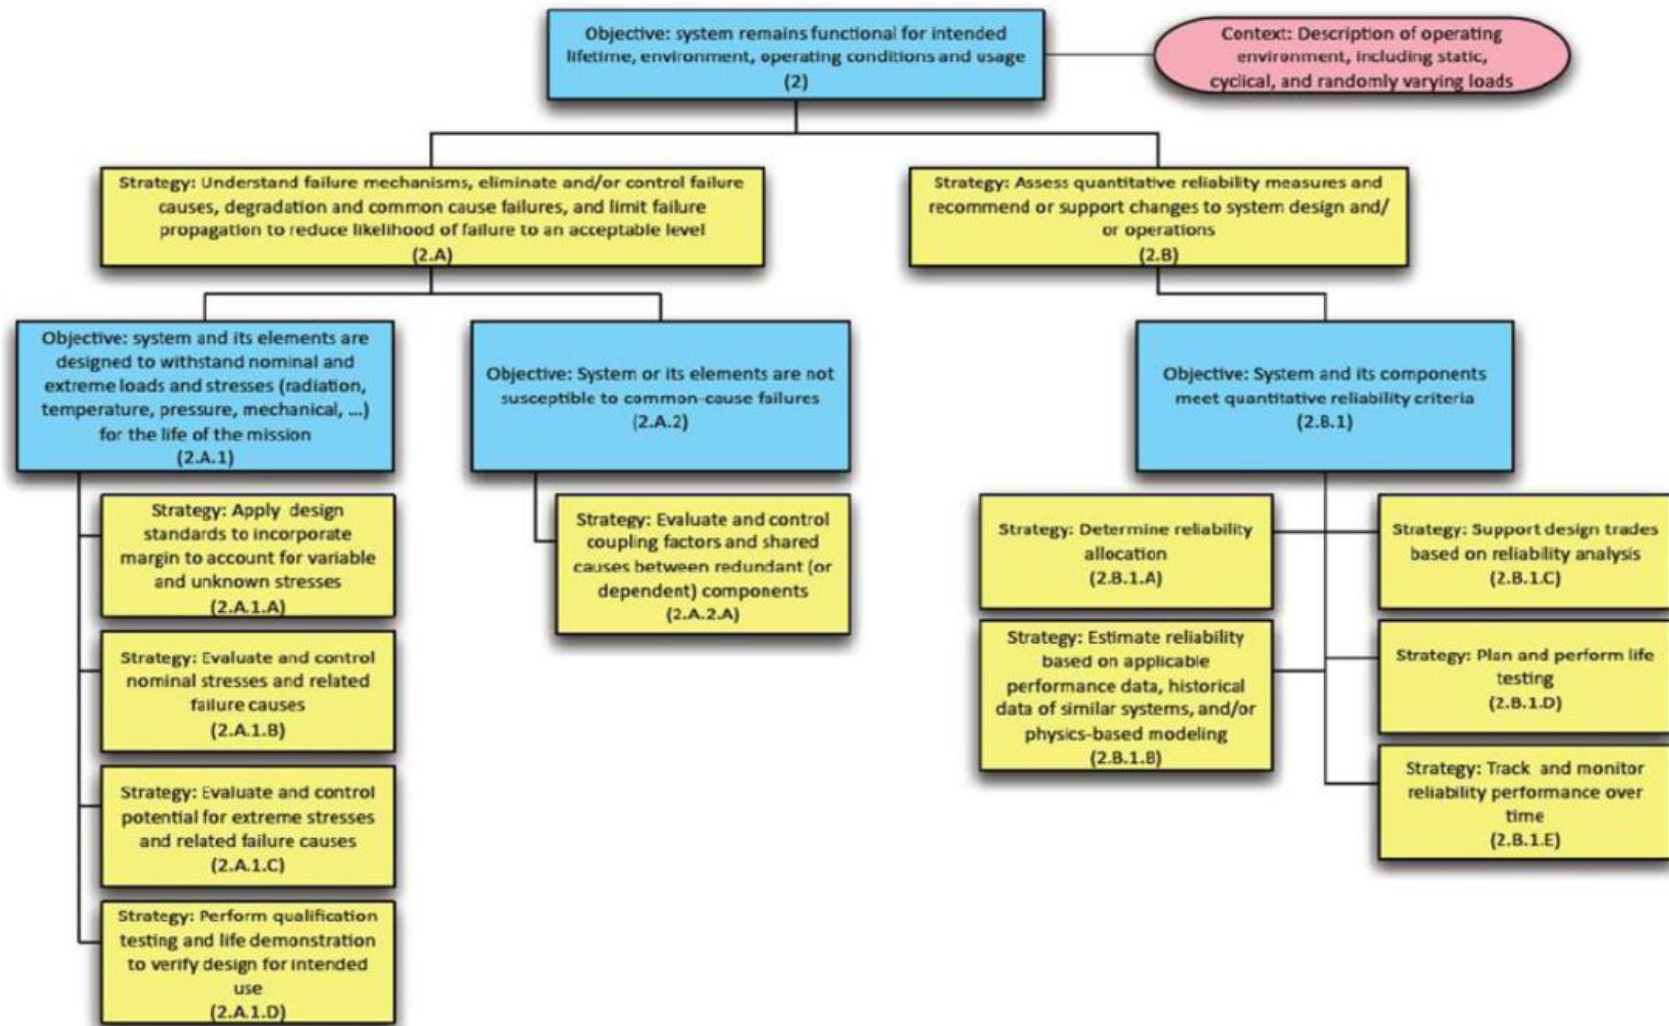 Objective: system remains functional for intended
lifetime, environment, operating conditions and usage
(2)
Context: Description of operating
environment, including static,
cyclical, and randomly varying loads
Strategy: Understand failure mechanisms, eliminate and/or control failure
causes, degradation and common cause failures, and limit failure
propagation to reduce likelihood of failure to an acceptable level
(2.A)
Strategy: Assess quantitative reliability measures and
recommend or support changes to system design and/
or operations
(2.B)
Objective: system and its elements are
designed to withstand nominal and
extreme loads and stresses (radiation,
temperature, pressure, mechanical, ...)
for the life of the mission
(2.A.1)
Objective: System or its elements are not
susceptible to common-cause failures
(2.A.2)
Objective: System and its components
meet quantitative reliability criteria
(2.B.1)
Strategy: Apply design
standards to incorporate
margin to account for variable
and unknown stresses
(2.A.1.A)
Strategy: Evaluate and control
nominal stresses and related
failure causes
(2.A.1.B)
Strategy: Evaluate and control
potential for extreme stresses
and related failure causes
(2.A.1.C)
Strategy: Perform qualification
testing and life demonstration
to verify design for intended
use
(2.A.1.D)
Strategy: Evaluate and control
coupling factors and shared
causes between redundant (or
dependent) components
(2.A.2.A)
Strategy: Determine reliability
allocation
(2.B.1.A)
Strategy: Estimate reliability
based on applicable
performance data, historical
data of similar systems, and/or
physics-based modeling
(2.B.1.B)
Strategy: Support design trades
based on reliability analysis
(2.B.1.C)
Strategy: Plan and perform life
testing
(2.B.1.D)
Strategy: Track and monitor
reliability performance over
time
(2.B.1.E)